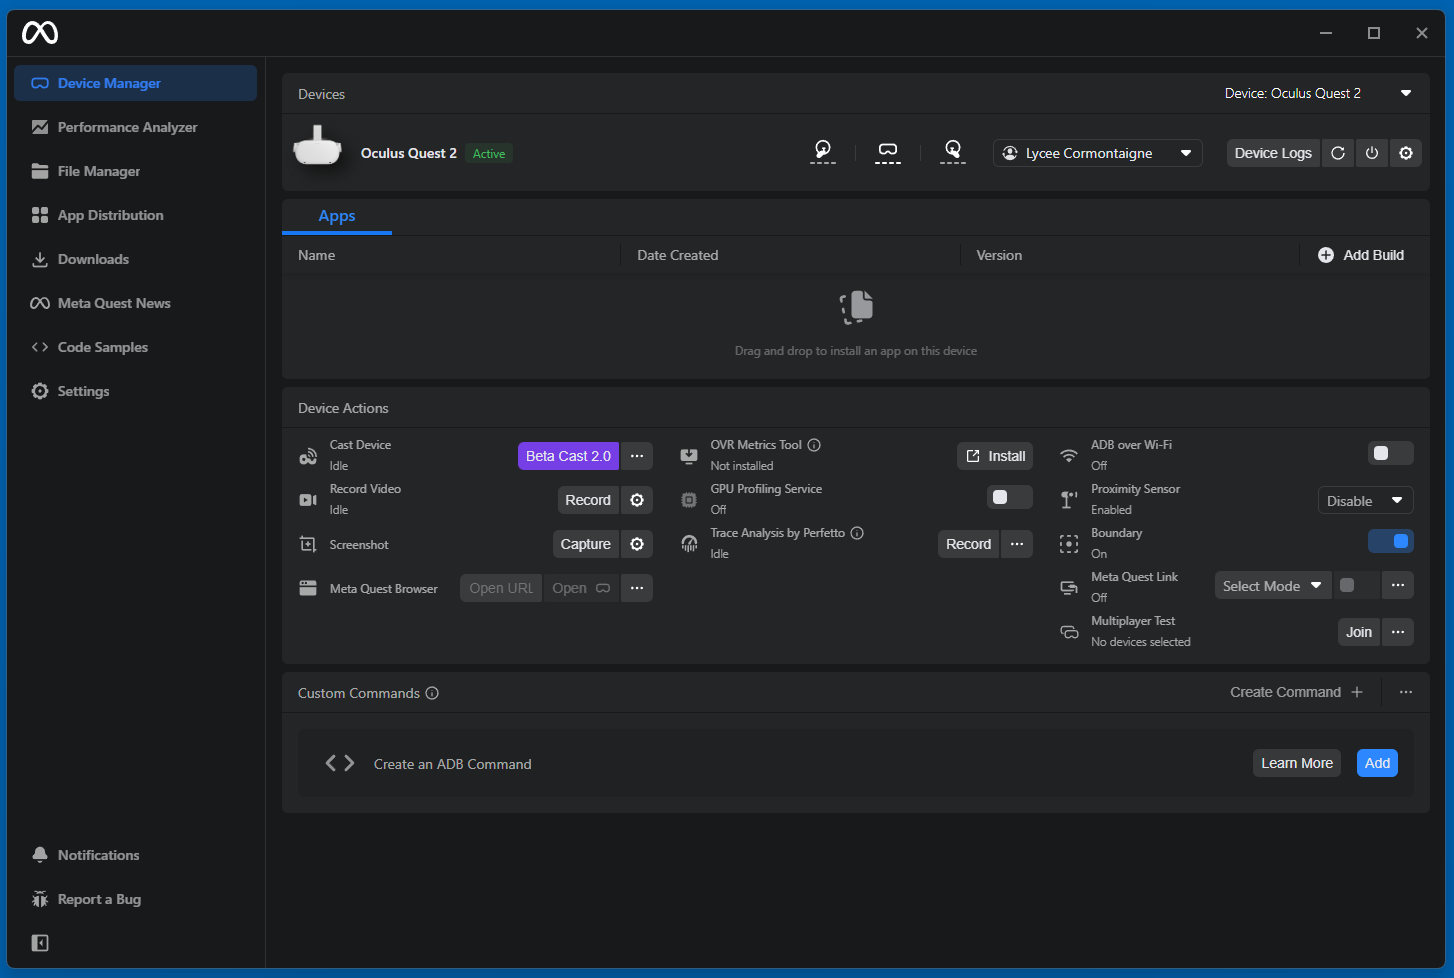 Device Manager
Performance Analyzer
File Manager
App Distribution
Downloads
Meta Quest News
Code Samples
Settings
Notifications
Report a Bug
Devices
Device: Oculus Quest 2
Oculus Quest 2 Active
Lycee Cormontaigne
Device Logs
Apps
Name Date Created Version Add Build
Drag and drop to install an app on this device
Device Actions
Cast Device
Idle
Beta Cast 2.0
Record Video
Idle
Record
Screenshot
Capture
Meta Quest Browser
Open URL Open
OVR Metrics Tool
Not installed
Install
GPU Profiling Service
Off
Trace Analysis by Perfetto
Idle
Record
ADB over Wi-Fi
Off
Proximity Sensor
Enabled
Disable
Boundary
On
Meta Quest Link
Off
Select Mode
Multiplayer Test
No devices selected
Join
Custom Commands
Create Command
Create an ADB Command
Learn More
Add